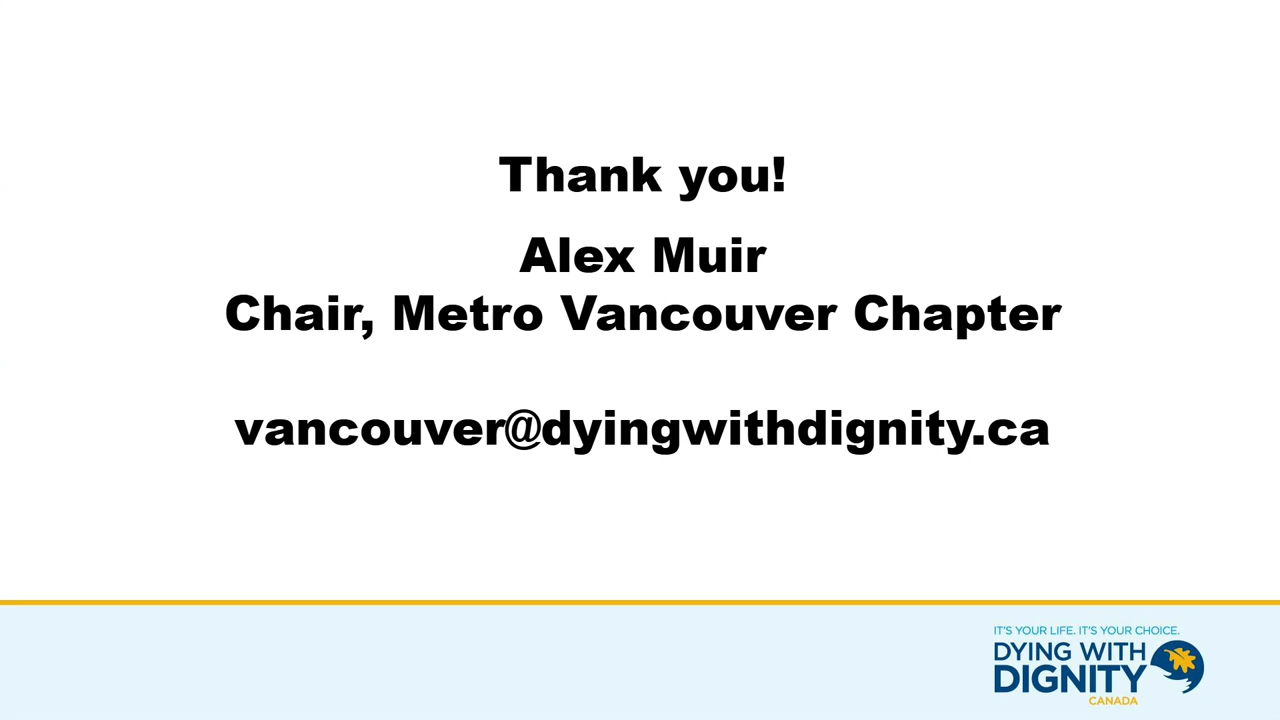 Thank you!
Alex Muir
Chair, Metro Vancouver Chapter
vancouver@dyingwithdignity.ca
IT'S YOUR LIFE. IT'S YOUR CHOICE.
DYING WITH
DIGNITY
CANADA